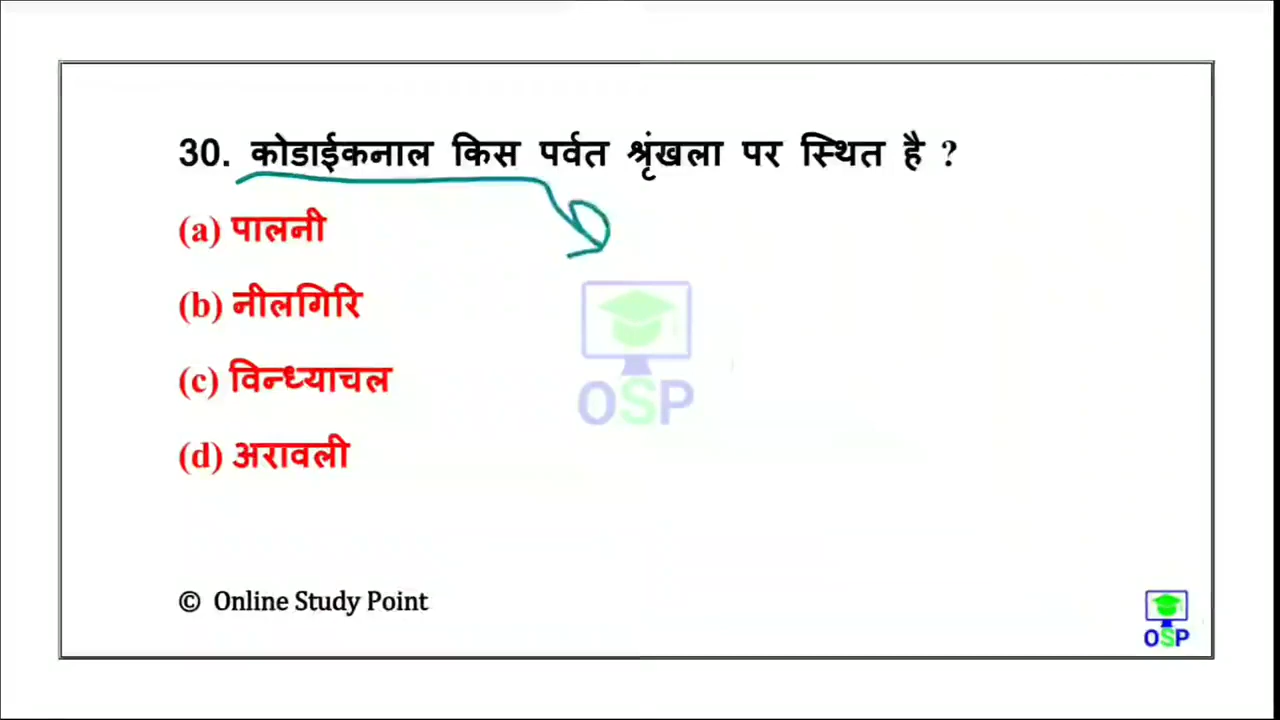 30. कोडाईकनाल किस पर्वत श्रृंखला पर स्थित है ?
(a) पालनी
(b) नीलगिरि
(c) विन्ध्याचल
(d) अरावली
OSP
© Online Study Point
OSP